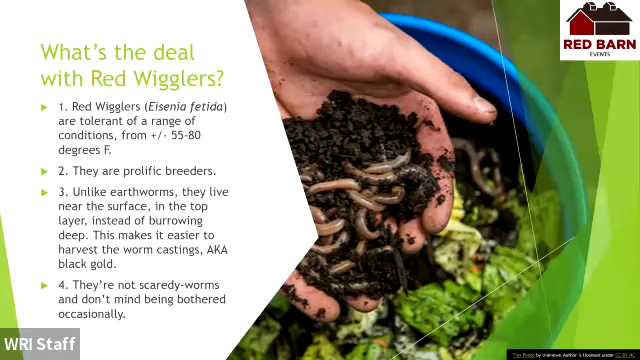 What's the deal
with Red Wigglers?
1. Red Wigglers (Eisenia fetida)
are tolerant of a range of
conditions, from +/- 55-80
degrees F.
2. They are prolific breeders.
3. Unlike earthworms, they live
near the surface, in the top
layer, instead of burrowing
deep. This makes it easier to
harvest the worm castings, AKA
black gold.
4. They're not scaredy-worms
and don't mind being bothered
occasionally.
RED BARN
EVENTS
WRI Staff
This Photo by Unknown Author is licensed under CC BY-NC